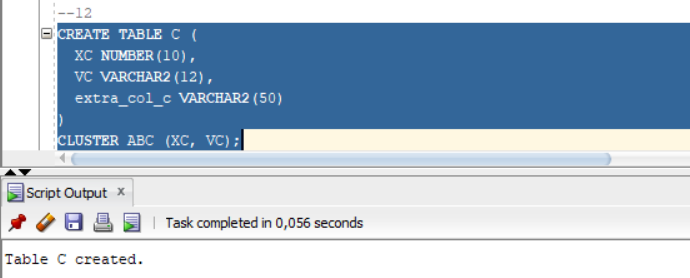 --12
CREATE TABLE C (
XC NUMBER(10),
VC VARCHAR2(12),
extra_col_c VARCHAR2(50)
)
CLUSTER ABC (XC, VC);
Script Output x
Task completed in 0,056 seconds
Table C created.